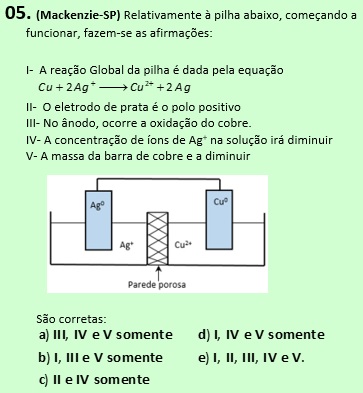 05. (Mackenzie-SP) Relativamente à pilha abaixo, começando a
funcionar, fazem-se as afirmações:
I- A reação Global da pilha é dada pela equação
Cu + 2Ag⁺ ⟶ Cu²⁺ + 2Ag
II- O eletrodo de prata é o polo positivo
III- No ânodo, ocorre a oxidação do cobre.
IV- A concentração de íons de Ag⁺ na solução irá diminuir
V- A massa da barra de cobre e a diminuir
Ag⁰
Cu⁰
Ag⁺
Cu²⁺
Parede porosa
São corretas:
a) III, IV e V somente d) I, IV e V somente
b) I, III e V somente e) I, II, III, IV e V.
c) II e IV somente